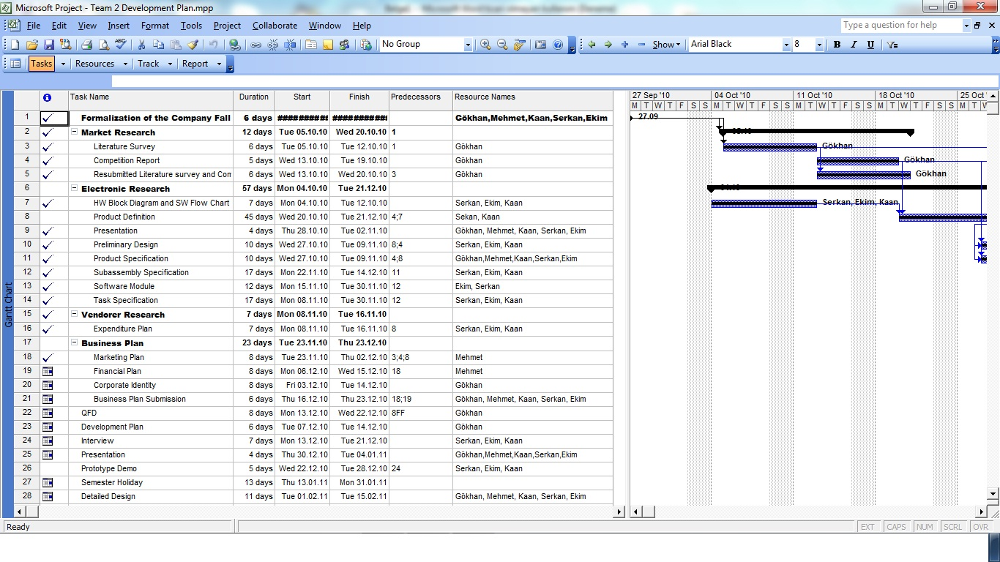 Microsoft Project - Team 2 Development Plan.mpp
File Edit View Insert Format Tools Project Collaborate Window Help
Type a question for help
No Group Show Arial Black 8 B I U
Tasks Resources Track Report
Task Name Duration Start Finish Predecessors Resource Names
27 Sep '10 04 Oct '10 11 Oct '10 18 Oct '10 25 Oct '
M T W T F S S M T W T F S S M T W T F S S M T W T F S S M T W
1 Formalization of the Company Fall 6 days ########## ########### Gökhan,Mehmet,Kaan,Serkan,Ekim 27.09
2 Market Research 12 days Tue 05.10.10 Wed 20.10.10 1
3 Literature Survey 6 days Tue 05.10.10 Tue 12.10.10 1 Gökhan Gökhan
4 Competition Report 5 days Wed 13.10.10 Tue 19.10.10 Gökhan Gökhan
5 Resubmitted Literature survey and Com 6 days Wed 13.10.10 Wed 20.10.10 3 Gökhan Gökhan
6 Electronic Research 57 days Mon 04.10.10 Tue 21.12.10
7 HW Block Diagram and SW Flow Chart 7 days Mon 04.10.10 Tue 12.10.10 Serkan, Ekim, Kaan Serkan, Ekim, Kaan
8 Product Definition 45 days Wed 20.10.10 Tue 21.12.10 4;7 Sekan, Kaan
9 Presentation 4 days Thu 28.10.10 Tue 02.11.10 Gökhan, Mehmet, Kaan, Serkan, Ekim
10 Preliminary Design 10 days Wed 27.10.10 Tue 09.11.10 8;4 Serkan, Ekim, Kaan
11 Product Specification 10 days Wed 27.10.10 Tue 09.11.10 4;8 Gökhan,Mehmet,Kaan,Serkan,Ekim
12 Subassembly Specification 17 days Mon 22.11.10 Tue 14.12.10 11 Serkan, Ekim, Kaan
13 Software Module 12 days Mon 15.11.10 Tue 30.11.10 12 Ekim, Serkan
14 Task Specification 17 days Mon 08.11.10 Tue 30.11.10 12 Serkan, Ekim, Kaan
15 Vendorer Research 7 days Mon 08.11.10 Tue 16.11.10
16 Expenditure Plan 7 days Mon 08.11.10 Tue 16.11.10 8 Serkan, Ekim, Kaan
17 Business Plan 23 days Tue 23.11.10 Thu 23.12.10
18 Marketing Plan 8 days Tue 23.11.10 Thu 02.12.10 3;4;8 Mehmet
19 Financial Plan 8 days Mon 06.12.10 Wed 15.12.10 18 Mehmet
20 Corporate Identity 8 days Fri 03.12.10 Tue 14.12.10 Gökhan
21 Business Plan Submission 6 days Thu 16.12.10 Thu 23.12.10 18;19 Gökhan, Mehmet, Kaan, Serkan, Ekim
22 QFD 8 days Mon 13.12.10 Wed 22.12.10 8FF Gökhan
23 Development Plan 6 days Tue 07.12.10 Tue 14.12.10 Gökhan
24 Interview 7 days Mon 13.12.10 Tue 21.12.10 Serkan, Ekim, Kaan
25 Presentation 4 days Thu 30.12.10 Tue 04.01.11 Gökhan,Mehmet,Kaan,Serkan,Ekim
26 Prototype Demo 5 days Wed 22.12.10 Tue 28.12.10 24 Serkan, Ekim, Kaan
27 Semester Holiday 13 days Thu 13.01.11 Mon 31.01.11
28 Detailed Design 11 days Tue 01.02.11 Tue 15.02.11 Gökhan, Mehmet, Kaan, Serkan, Ekim
Gantt Chart
Ready EXT CAPS NUM SCRL OVR